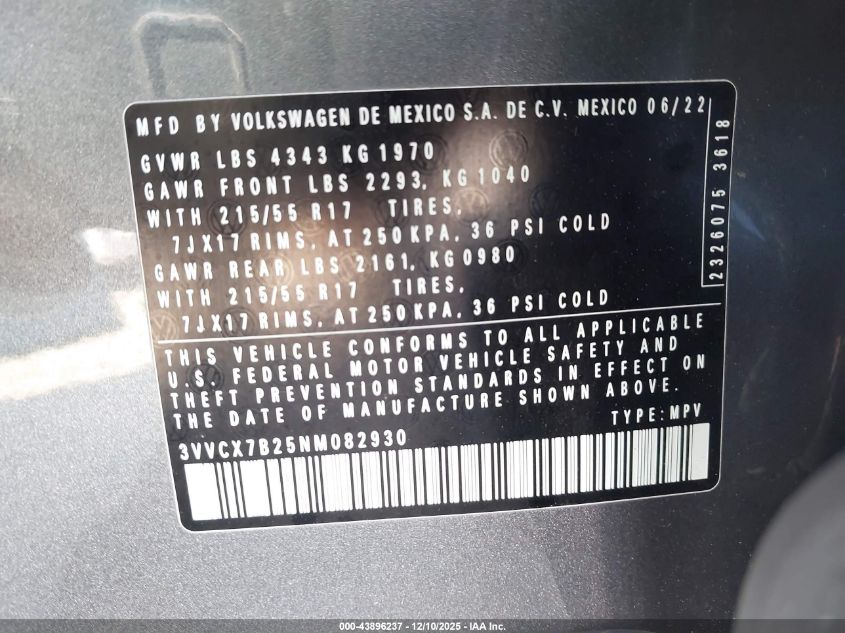 MFD BY VOLKSWAGEN DE MEXICO S.A. DE C.V. MEXICO 06/22
GVWR LBS 4343 KG 1970
GAWR FRONT LBS 2293, KG 1040
WITH 215/55 R17 TIRES,
7JX17 RIMS, AT 250 KPA, 36 PSI COLD
GAWR REAR LBS 2161, KG 0980
WITH 215/55 R17 TIRES,
7JX17 RIMS, AT 250 KPA, 36 PSI COLD
2326075 3618
THIS VEHICLE CONFORMS TO ALL APPLICABLE
U.S. FEDERAL MOTOR VEHICLE SAFETY AND
THEFT PREVENTION STANDARDS IN EFFECT ON
THE DATE OF MANUFACTURE SHOWN ABOVE.
TYPE: MPV
3VVCX7B25NM082930
000-43896237 - 12/10/2025 - IAA Inc.